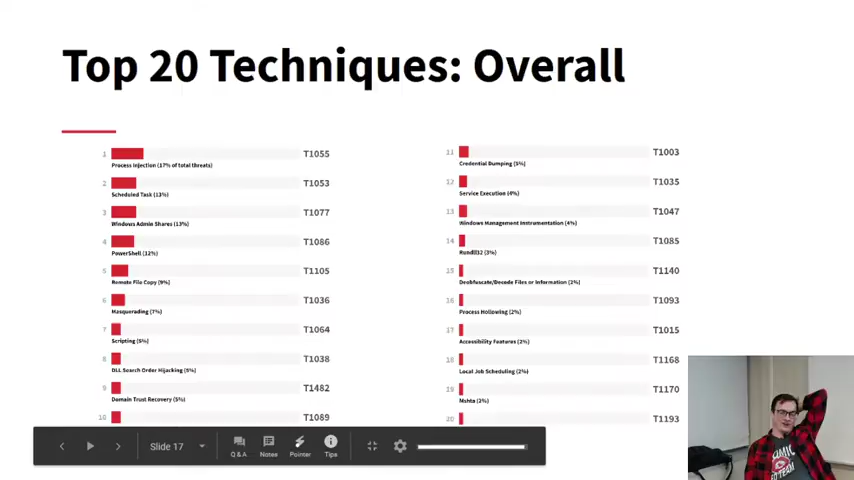 Top 20 Techniques: Overall
1 T1055
Process Injection (17% of total threats)
2 T1053
Scheduled Task (13%)
3 T1077
Windows Admin Shares (13%)
4 T1086
PowerShell (12%)
5 T1105
Remote File Copy (9%)
6 T1036
Masquerading (7%)
7 T1064
Scripting (5%)
8 T1038
DLL Search Order Hijacking (5%)
9 T1482
Domain Trust Recovery (5%)
10 T1089
11 T1003
Credential Dumping (5%)
12 T1035
Service Execution (4%)
13 T1047
Windows Management Instrumentation (4%)
14 T1085
Rundll32 (3%)
15 T1140
Deobfuscate/Decode Files or Information (2%)
16 T1093
Process Hollowing (2%)
17 T1015
Accessibility Features (2%)
18 T1168
Local Job Scheduling (2%)
19 T1170
Mshta (2%)
20 T1193
Slide 17
Q & A
Notes
Pointer
Tips
TEAM